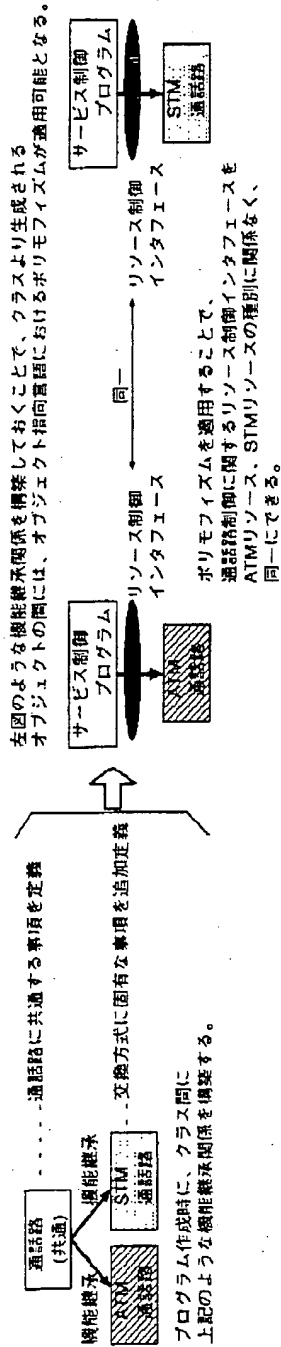 通話路
(共通)
- - - - - 通話路に共通する事項を定義
機能継承
機能継承
ATM
通話路
STM
通話路
- - - - 交換方式に固有な事項を追加定義
プログラム作成時に、クラス間に
上記のような機能継承関係を構築する。
左図のような機能継承関係を構築しておくことで、クラスより生成される
オブジェクトの間には、オブジェクト指向言語におけるポリモフィズムが適用可能となる。
サービス制御
プログラム
リソース制御
インタフェース
ATM
通話路
同一
サービス制御
プログラム
リソース制御
インタフェース
STM
通話路
ポリモフィズムを適用することで、
通話路制御に関するリソース制御インタフェースを
ATMリソース、STMリソースの種別に関係なく、
同一にできる。